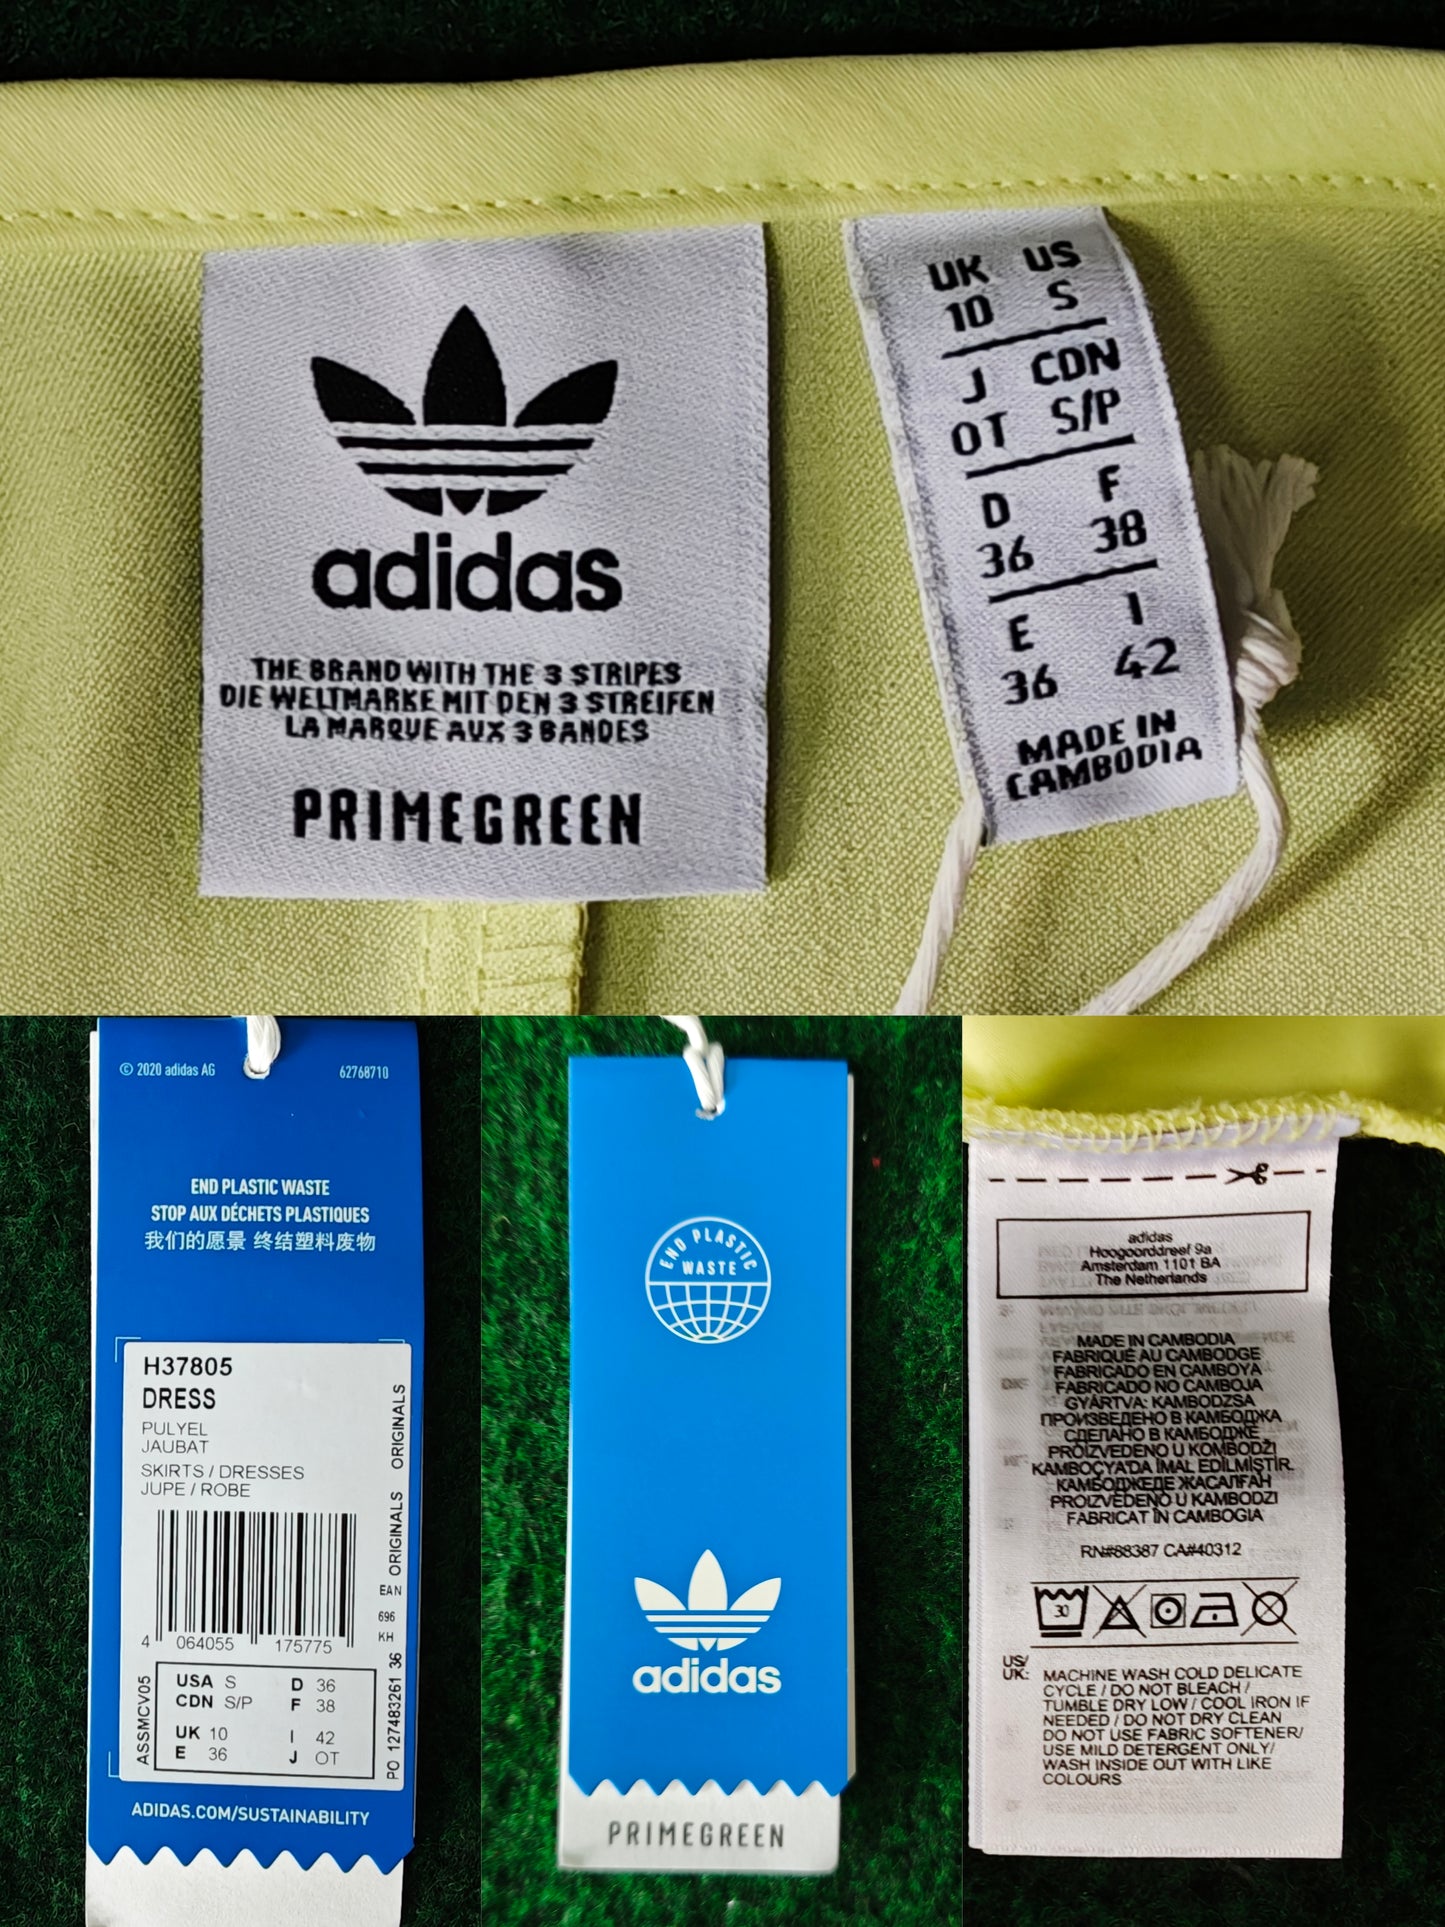 adidas
THE BRAND WITH THE 3 STRIPES
DIE WELTMARKE MIT DEN 3 STREIFEN
LA MARQUE AUX 3 BANDES
PRIMEGREEN
UK US
10 S
J CDN
OT S/P
D F
36 38
E I
36 42
MADE IN
CAMBODIA
© 2020 adidas AG 62768710
END PLASTIC WASTE
STOP AUX DÉCHETS PLASTIQUES
我们的愿景 终结塑料废物
H37805
DRESS
PULYEL
JAUBAT
SKIRTS / DRESSES
JUPE / ROBE
ORIGINALS ORIGINALS
EAN
696
KH
4 064055 175775
USA S D 36
CDN S/P F 38
UK 10 I 42
E 36 J OT
ASSMCV05
PO 127483261 36
ADIDAS.COM/SUSTAINABILITY
END PLASTIC
WASTE
adidas
PRIMEGREEN
adidas
Hoogoorddreef 9a
Amsterdam 1101 BA
The Netherlands
MADE IN CAMBODIA
FABRIQUÉ AU CAMBODGE
FABRICADO EN CAMBOYA
FABRICADO NO CAMBOJA
GYÁRTVA: KAMBODZSA
ПРОИЗВЕДЕНО В КАМБОДЖА
СДЕЛАНО В КАМБОДЖЕ
PROIZVEDENO U KOMBODŽI
KAMBOÇYA'DA İMAL EDİLMİŞTİR.
КАМБОДЖЕДЕ ЖАСАЛҒАН
PROIZVEDENO U KAMBODZI
FABRICAT ÎN CAMBOGIA
RN#88387 CA#40312
30
US/
UK: MACHINE WASH COLD DELICATE
CYCLE / DO NOT BLEACH /
TUMBLE DRY LOW / COOL IRON IF
NEEDED / DO NOT DRY CLEAN
DO NOT USE FABRIC SOFTENER/
USE MILD DETERGENT ONLY/
WASH INSIDE OUT WITH LIKE
COLOURS